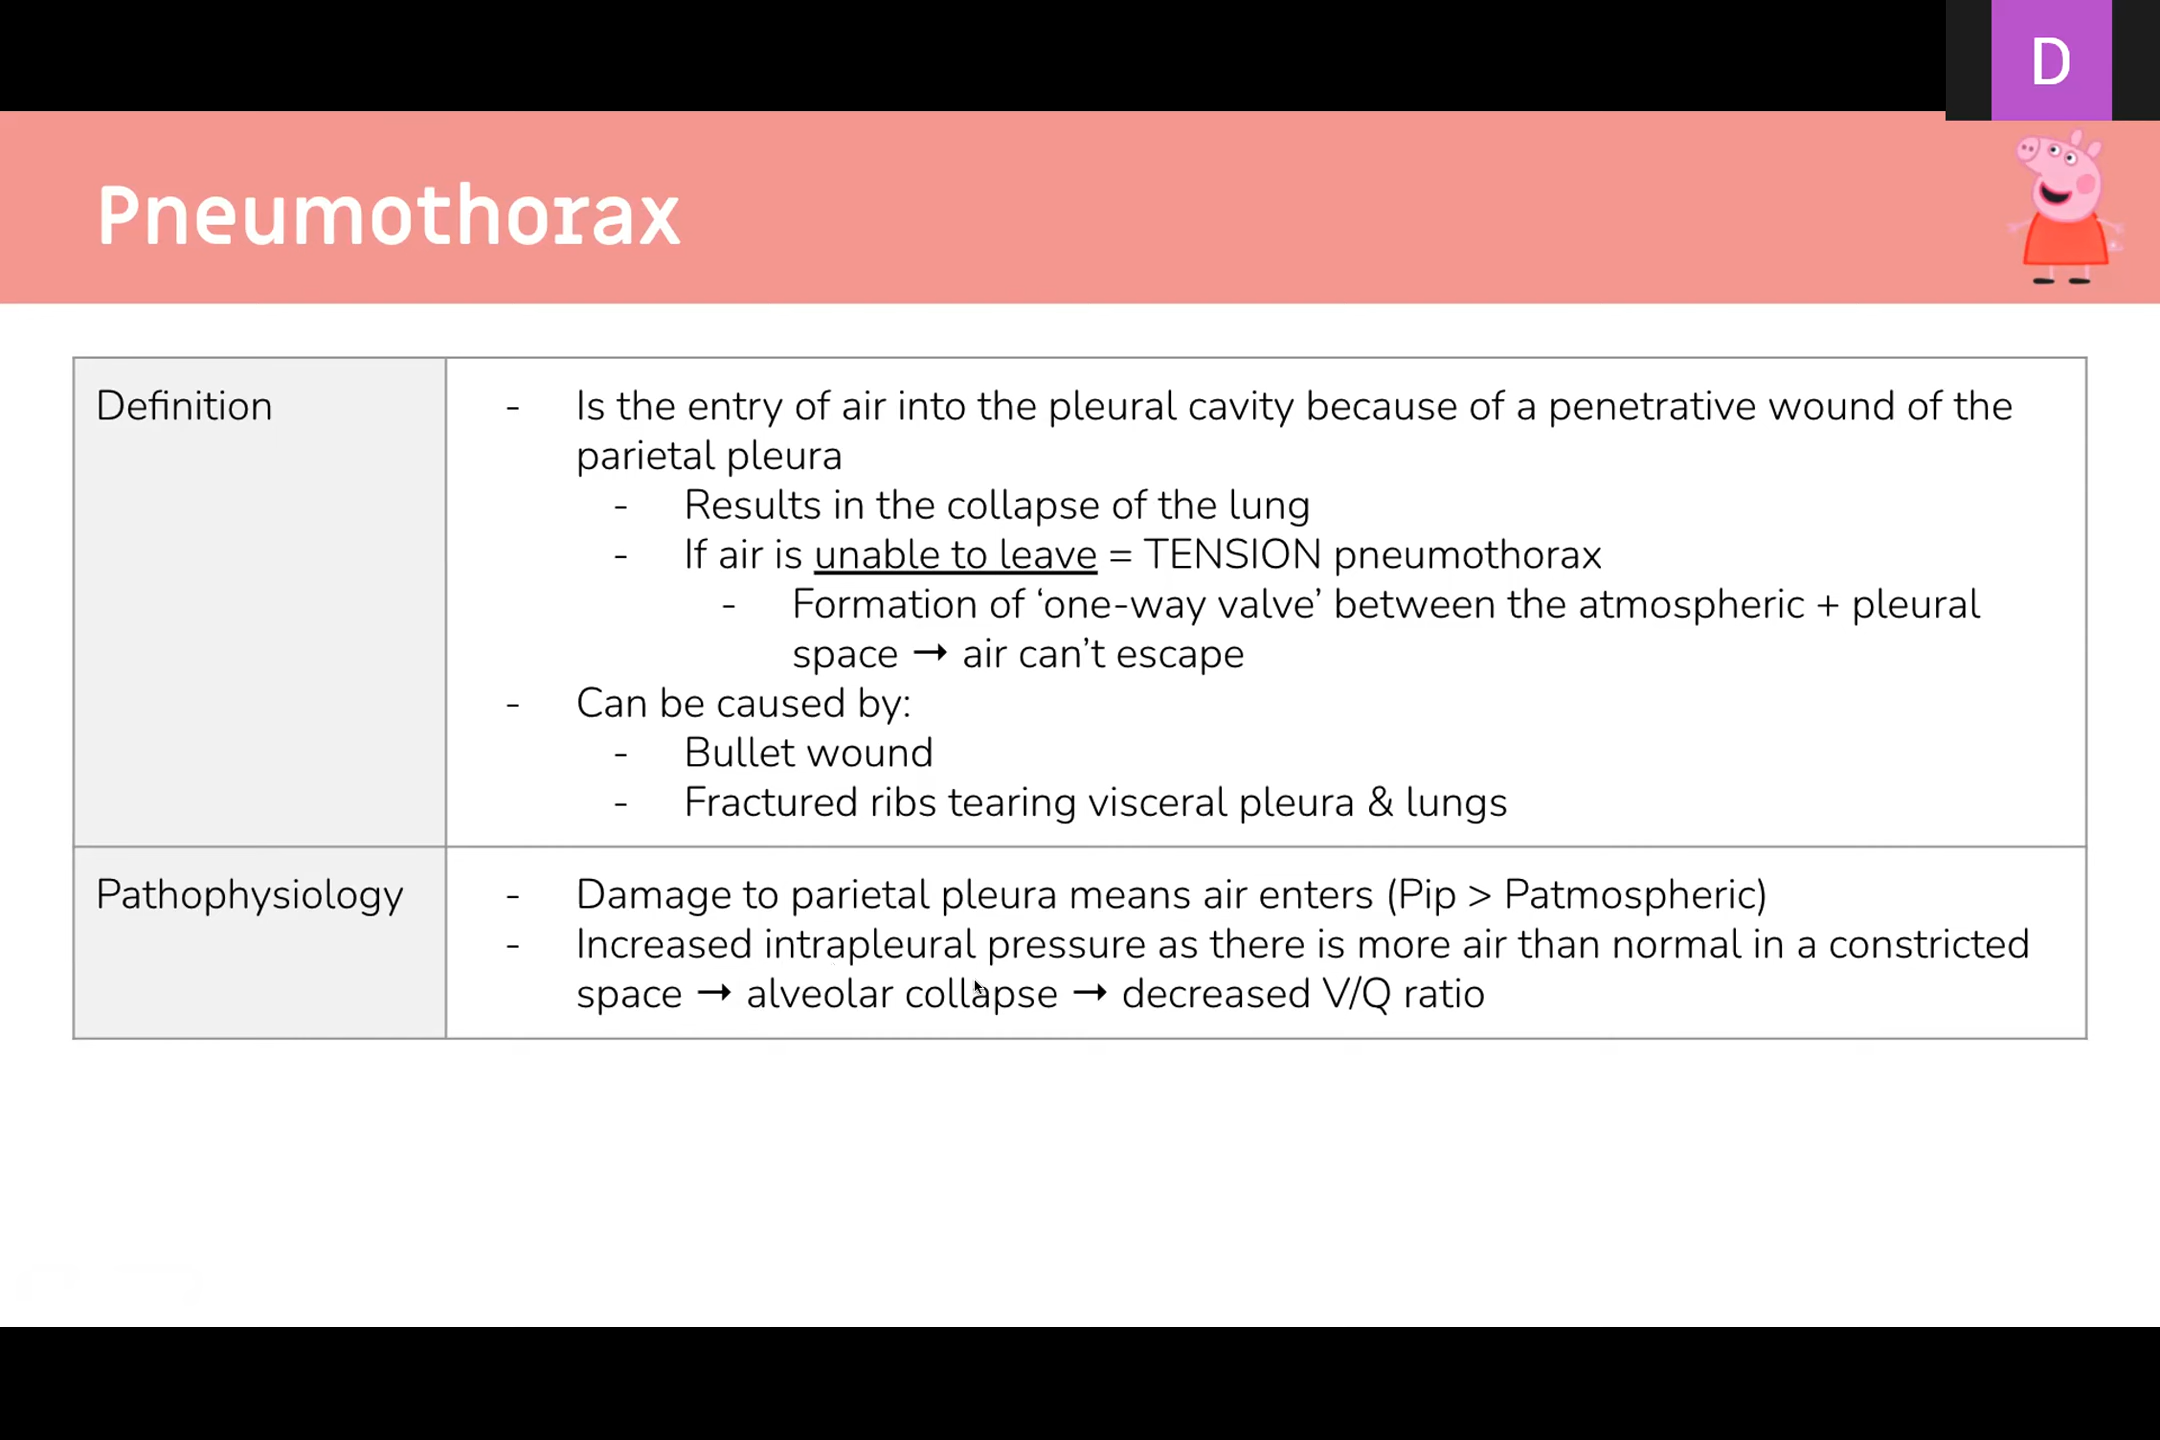 D
Pneumothorax
Definition
- Is the entry of air into the pleural cavity because of a penetrative wound of the
parietal pleura
- Results in the collapse of the lung
- If air is unable to leave = TENSION pneumothorax
- Formation of ‘one-way valve’ between the atmospheric + pleural
space → air can’t escape
- Can be caused by:
- Bullet wound
- Fractured ribs tearing visceral pleura & lungs
Pathophysiology
- Damage to parietal pleura means air enters (Pip > Patmospheric)
- Increased intrapleural pressure as there is more air than normal in a constricted
space → alveolar collapse → decreased V/Q ratio